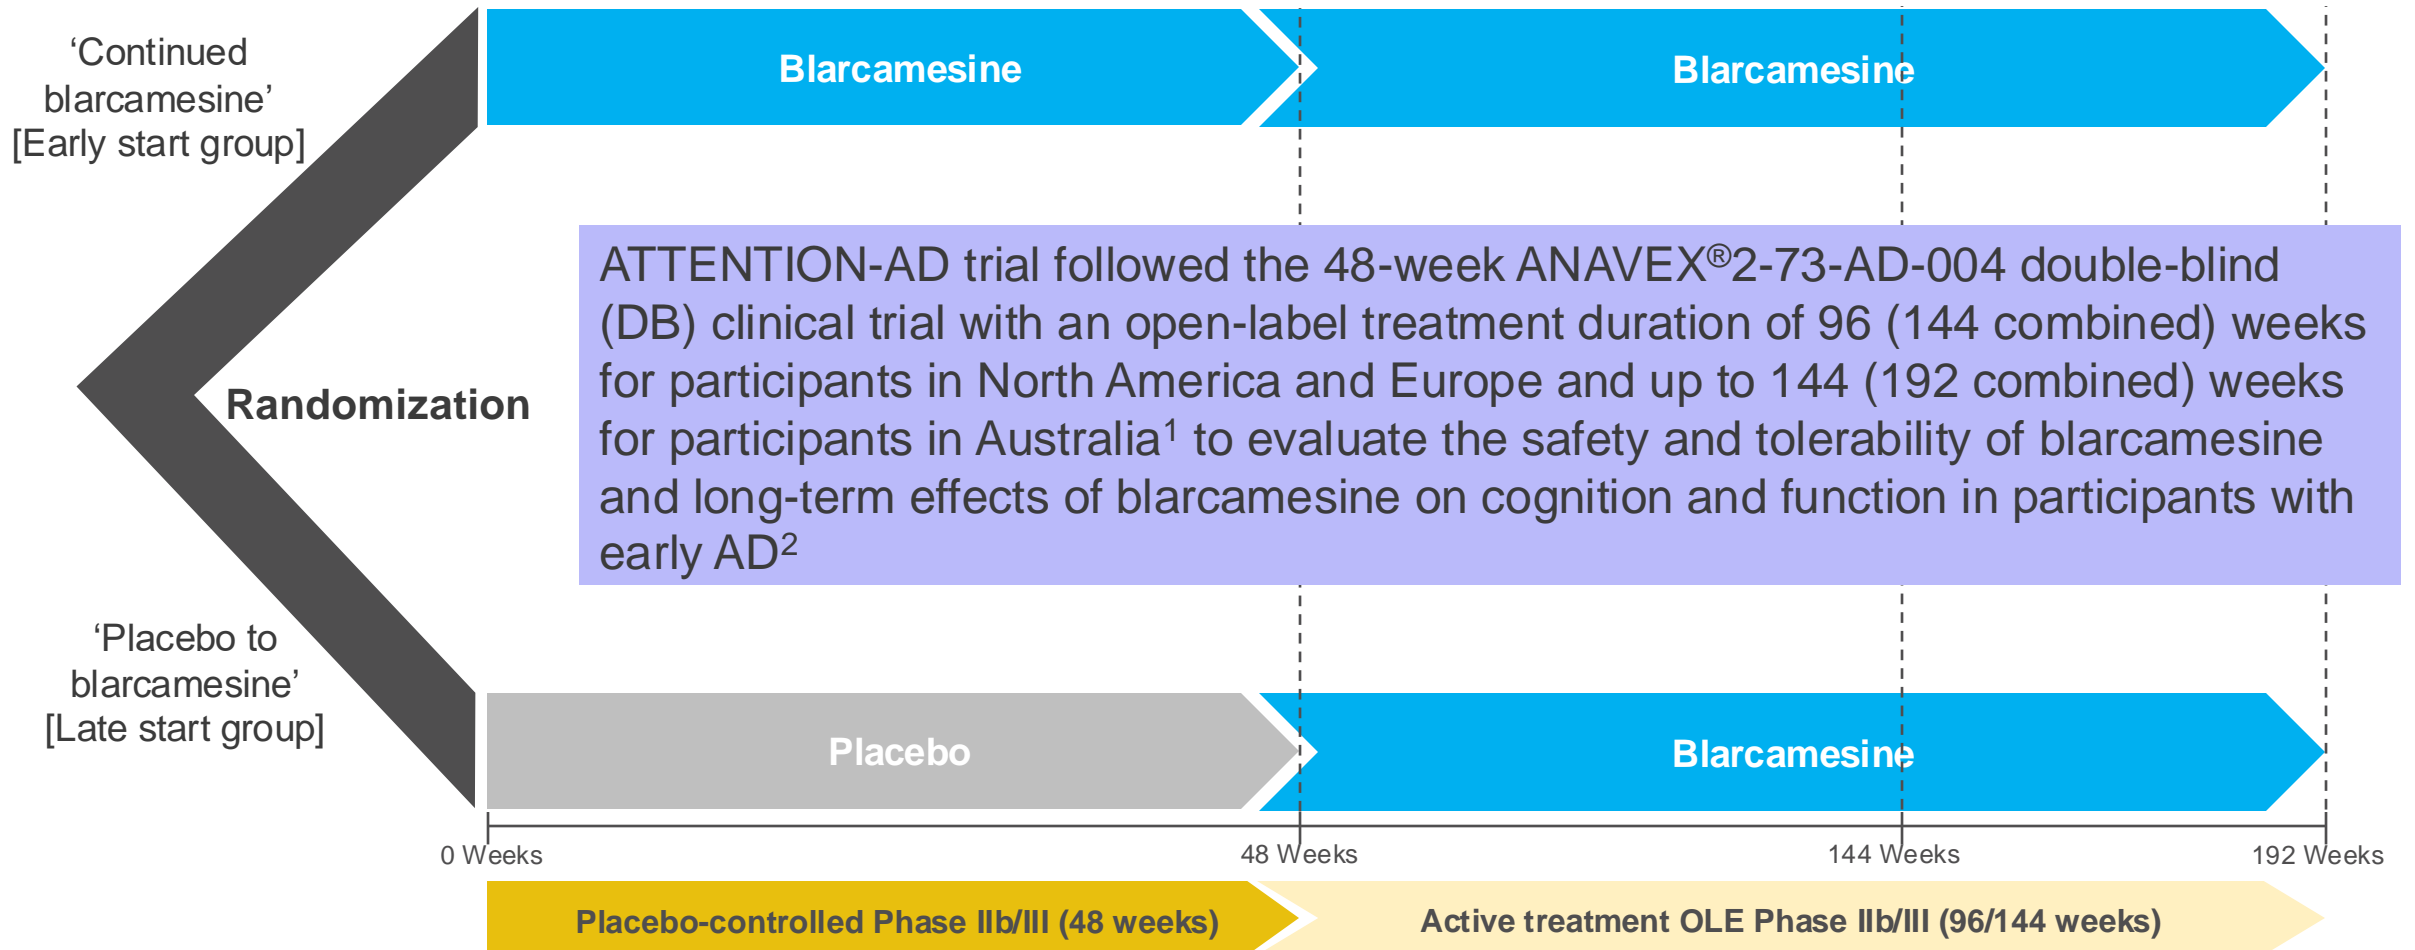 ‘Continued
blarcamesine’
[Early start group]
Blarcamesine
Blarcamesine
Randomization
ATTENTION-AD trial followed the 48-week ANAVEX®2-73-AD-004 double-blind
(DB) clinical trial with an open-label treatment duration of 96 (144 combined) weeks
for participants in North America and Europe and up to 144 (192 combined) weeks
for participants in Australia¹ to evaluate the safety and tolerability of blarcamesine
and long-term effects of blarcamesine on cognition and function in participants with
early AD²
‘Placebo to
blarcamesine’
[Late start group]
Placebo
Blarcamesine
0 Weeks
48 Weeks
144 Weeks
192 Weeks
Placebo-controlled Phase IIb/III (48 weeks)
Active treatment OLE Phase IIb/III (96/144 weeks)